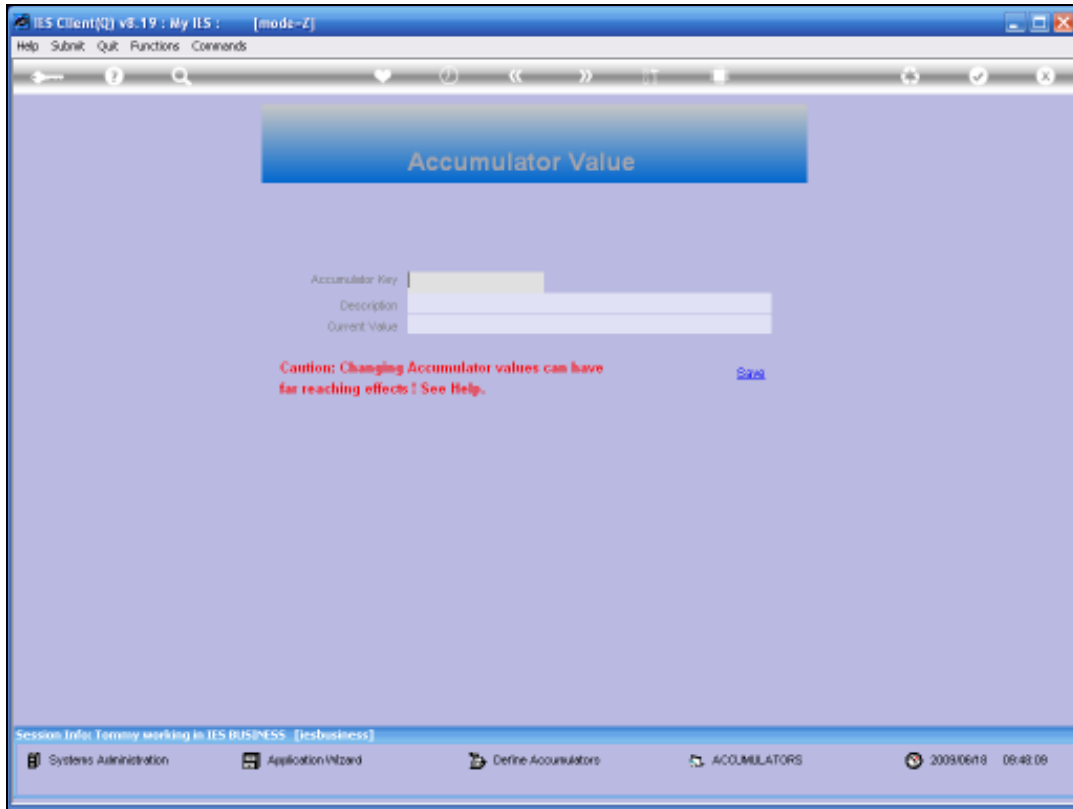 IES Client(Q) v8.19 : My IES : [mode=Z]
Help Submit Quit Functions Commands
Accumulator Value
Accumulator Key
Description
Current Value
Caution: Changing Accumulator values can have
far reaching effects ! See Help.
Save
Session Info: Tommy working in IES BUSINESS [iesbusiness]
Systems Administration Application Wizard Define Accumulators ACCUMULATORS 2009/06/18 09:48:09